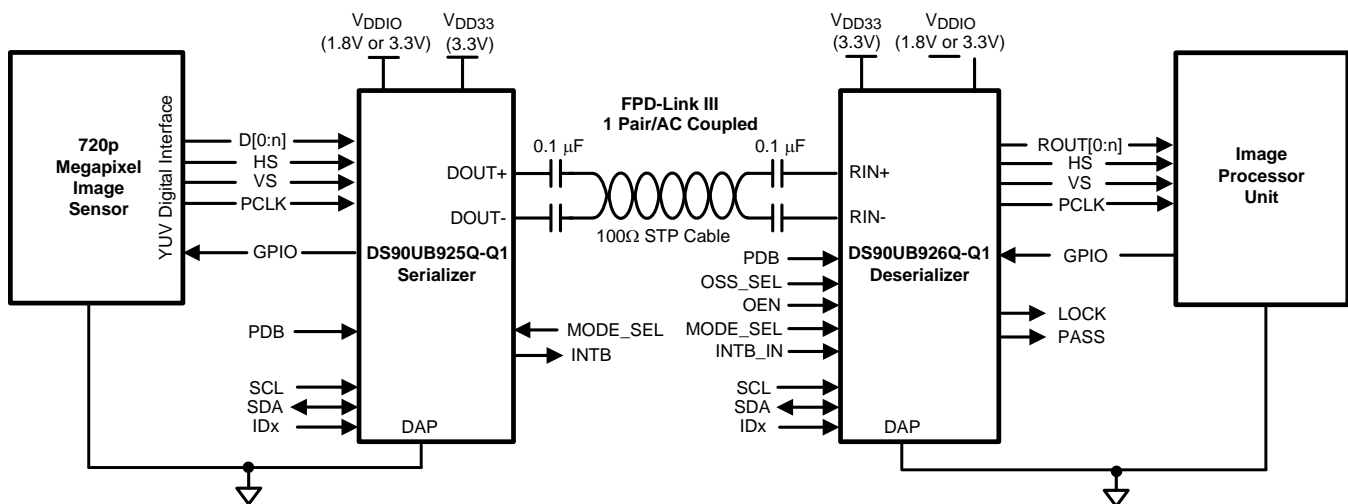 VDDIO
(1.8V or 3.3V)
VDD33
(3.3V)
VDD33
(3.3V)
VDDIO
(1.8V or 3.3V)
720p
Megapixel
Image
Sensor
YUV Digital Interface
D[0:n]
HS
VS
PCLK
GPIO
PDB
SCL
SDA
IDx
DOUT+
DOUT-
DS90UB925Q-Q1
Serializer
DAP
MODE_SEL
INTB
FPD-Link III
1 Pair/AC Coupled
0.1 μF
0.1 μF
100Ω STP Cable
PDB
OSS_SEL
OEN
MODE_SEL
INTB_IN
SCL
SDA
IDx
RIN+
RIN-
DS90UB926Q-Q1
Deserializer
DAP
ROUT[0:n]
HS
VS
PCLK
GPIO
LOCK
PASS
Image
Processor
Unit